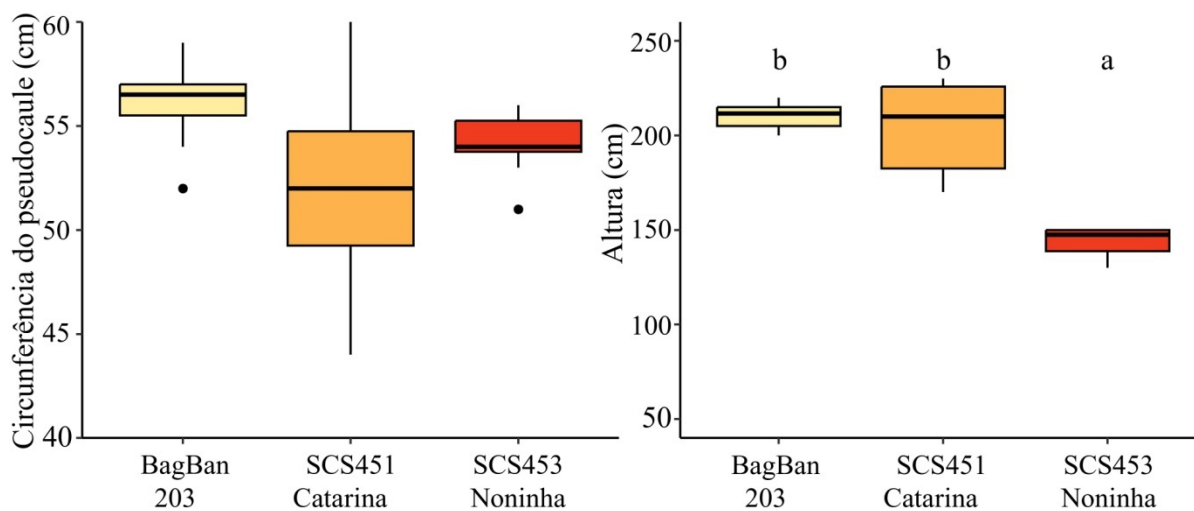 Circunferência do pseudocaule (cm)
60
55
50
45
40
BagBan
203
SCS451
Catarina
SCS453
Noninha
Altura (cm)
250
200
150
100
50
b
b
a
BagBan
203
SCS451
Catarina
SCS453
Noninha